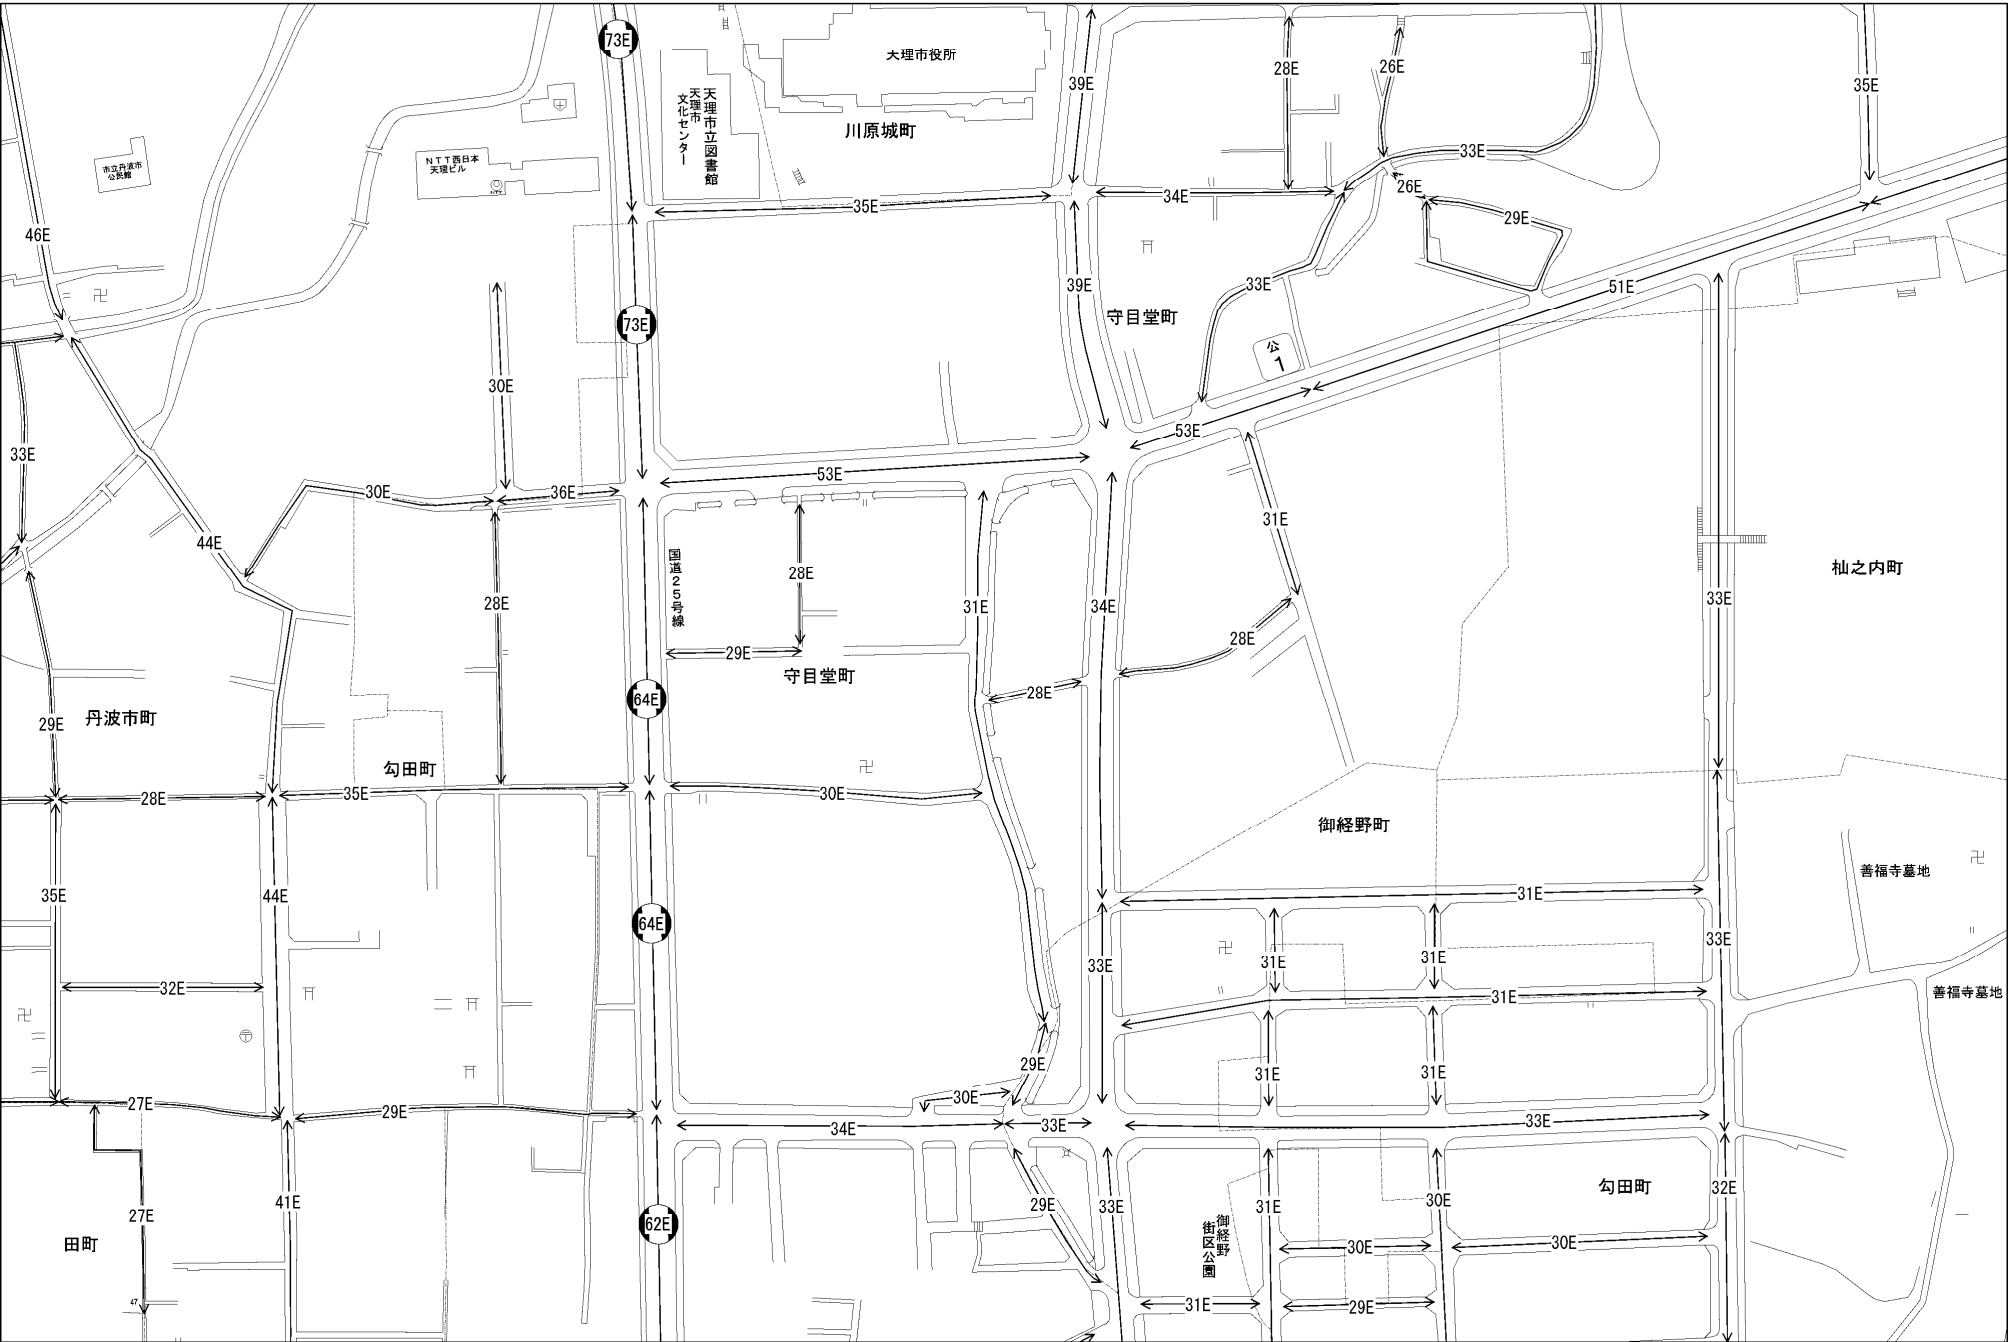 73E
天理市役所
39E
28E
26E
35E
天理市立図書館
天理市
文化センター
川原城町
33E
市立丹波市
公民館
NTT西日本
天理ビル
NTT
26E
34E
35E
29E
46E
39E
33E
51E
守目堂町
73E
公
1
30E
33E
53E
53E
30E
36E
31E
44E
国道25号線
28E
杣之内町
28E
31E
34E
33E
28E
29E
守目堂町
28E
64E
丹波市町
29E
勾田町
28E
35E
30E
御経野町
善福寺墓地
35E
44E
31E
64E
33E
33E
31E
31E
32E
31E
善福寺墓地
29E
31E
31E
30E
27E
29E
34E
33E
33E
勾田町
32E
41E
29E
33E
31E
30E
27E
62E
御経野
街区公園
田町
30E
30E
47
31E
29E